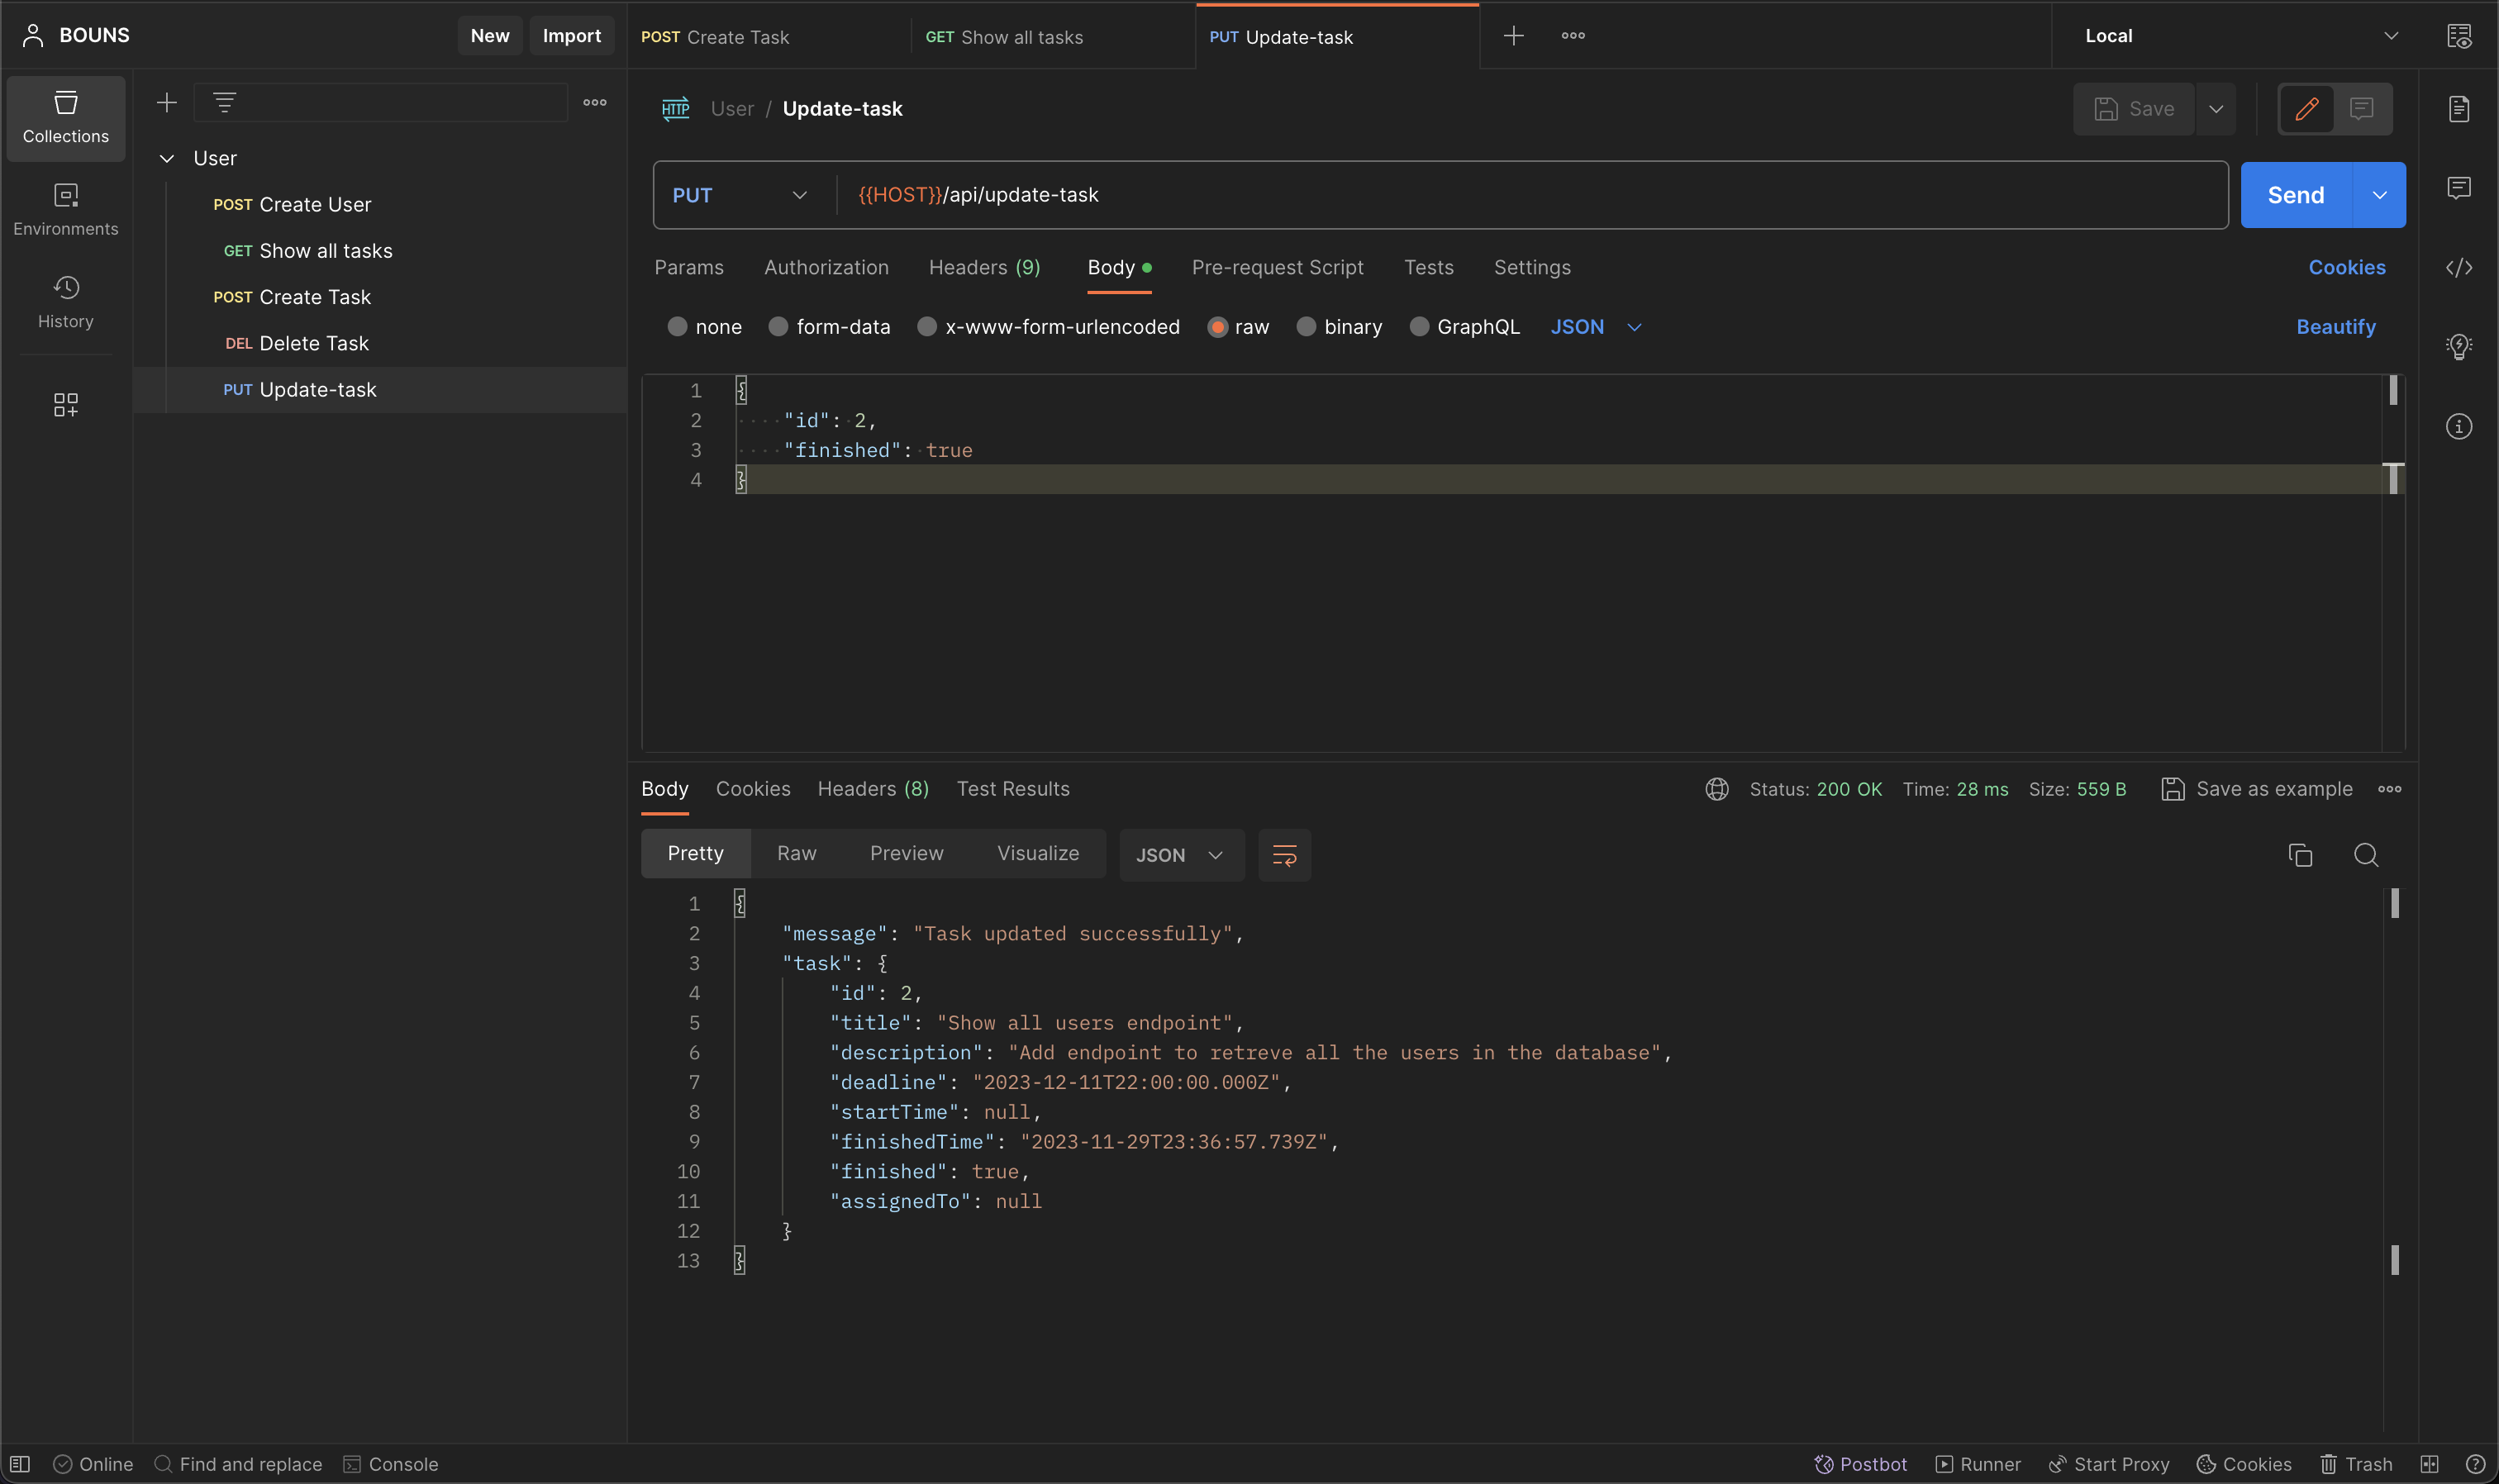 BOUNS
New
Import
POST Create Task
GET Show all tasks
PUT Update-task
Local
Collections
Environments
History
User
POST Create User
GET Show all tasks
POST Create Task
DEL Delete Task
PUT Update-task
HTTP User / Update-task
Save
PUT
{{HOST}}/api/update-task
Send
Params Authorization Headers (9) Body Pre-request Script Tests Settings Cookies
none form-data x-www-form-urlencoded raw binary GraphQL JSON Beautify
1 {
2 "id": 2,
3 "finished": true
4 }
Body Cookies Headers (8) Test Results
Status: 200 OK Time: 28 ms Size: 559 B Save as example
Pretty Raw Preview Visualize JSON
1 {
2 "message": "Task updated successfully",
3 "task": {
4 "id": 2,
5 "title": "Show all users endpoint",
6 "description": "Add endpoint to retreve all the users in the database",
7 "deadline": "2023-12-11T22:00:00.000Z",
8 "startTime": null,
9 "finishedTime": "2023-11-29T23:36:57.739Z",
10 "finished": true,
11 "assignedTo": null
12 }
13 }
Online Find and replace Console
Postbot Runner Start Proxy Cookies Trash